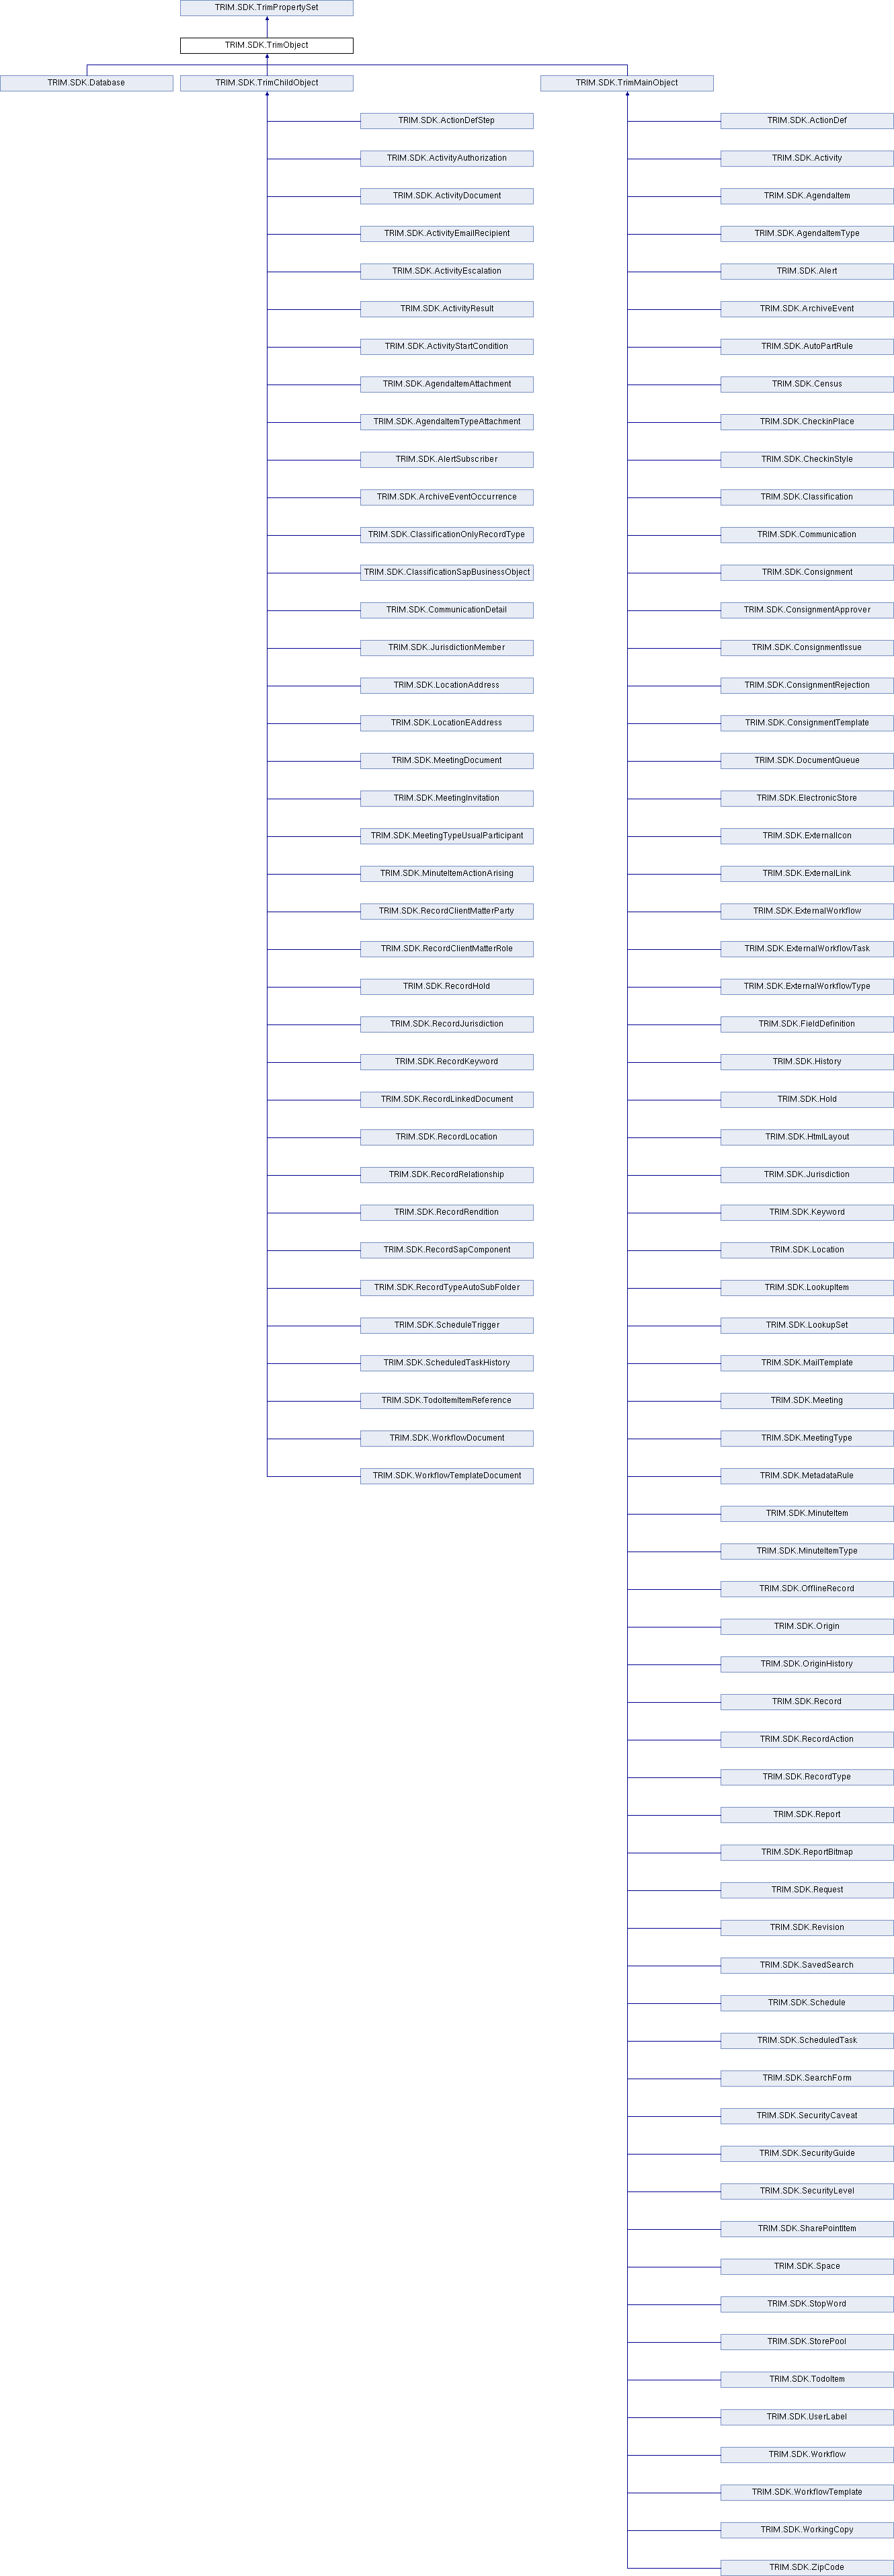 TRIM.SDK.TrimPropertySet
TRIM.SDK.TrimObject
TRIM.SDK.Database
TRIM.SDK.TrimChildObject
TRIM.SDK.TrimMainObject
TRIM.SDK.ActionDefStep
TRIM.SDK.ActionDef
TRIM.SDK.ActivityAuthorization
TRIM.SDK.Activity
TRIM.SDK.ActivityDocument
TRIM.SDK.AgendaItem
TRIM.SDK.ActivityEmailRecipient
TRIM.SDK.AgendaItemType
TRIM.SDK.ActivityEscalation
TRIM.SDK.Alert
TRIM.SDK.ActivityResult
TRIM.SDK.ArchiveEvent
TRIM.SDK.ActivityStartCondition
TRIM.SDK.AutoPartRule
TRIM.SDK.AgendaItemAttachment
TRIM.SDK.Census
TRIM.SDK.AgendaItemTypeAttachment
TRIM.SDK.CheckinPlace
TRIM.SDK.AlertSubscriber
TRIM.SDK.CheckinStyle
TRIM.SDK.ArchiveEventOccurrence
TRIM.SDK.Classification
TRIM.SDK.ClassificationOnlyRecordType
TRIM.SDK.Communication
TRIM.SDK.ClassificationSapBusinessObject
TRIM.SDK.Consignment
TRIM.SDK.CommunicationDetail
TRIM.SDK.ConsignmentApprover
TRIM.SDK.JurisdictionMember
TRIM.SDK.ConsignmentIssue
TRIM.SDK.LocationAddress
TRIM.SDK.ConsignmentRejection
TRIM.SDK.LocationEAddress
TRIM.SDK.ConsignmentTemplate
TRIM.SDK.MeetingDocument
TRIM.SDK.DocumentQueue
TRIM.SDK.MeetingInvitation
TRIM.SDK.ElectronicStore
TRIM.SDK.MeetingTypeUsualParticipant
TRIM.SDK.ExternalIcon
TRIM.SDK.MinuteItemActionArising
TRIM.SDK.ExternalLink
TRIM.SDK.RecordClientMatterParty
TRIM.SDK.ExternalWorkflow
TRIM.SDK.RecordClientMatterRole
TRIM.SDK.ExternalWorkflowTask
TRIM.SDK.RecordHold
TRIM.SDK.ExternalWorkflowType
TRIM.SDK.RecordJurisdiction
TRIM.SDK.FieldDefinition
TRIM.SDK.RecordKeyword
TRIM.SDK.History
TRIM.SDK.RecordLinkedDocument
TRIM.SDK.Hold
TRIM.SDK.RecordLocation
TRIM.SDK.HtmlLayout
TRIM.SDK.RecordRelationship
TRIM.SDK.Jurisdiction
TRIM.SDK.RecordRendition
TRIM.SDK.Keyword
TRIM.SDK.RecordSapComponent
TRIM.SDK.Location
TRIM.SDK.RecordTypeAutoSubFolder
TRIM.SDK.LookupItem
TRIM.SDK.ScheduleTrigger
TRIM.SDK.LookupSet
TRIM.SDK.ScheduledTaskHistory
TRIM.SDK.MailTemplate
TRIM.SDK.TodoItemItemReference
TRIM.SDK.Meeting
TRIM.SDK.WorkflowDocument
TRIM.SDK.MeetingType
TRIM.SDK.WorkflowTemplateDocument
TRIM.SDK.MetadataRule
TRIM.SDK.MinuteItem
TRIM.SDK.MinuteItemType
TRIM.SDK.OfflineRecord
TRIM.SDK.Origin
TRIM.SDK.OriginHistory
TRIM.SDK.Record
TRIM.SDK.RecordAction
TRIM.SDK.RecordType
TRIM.SDK.Report
TRIM.SDK.ReportBitmap
TRIM.SDK.Request
TRIM.SDK.Revision
TRIM.SDK.SavedSearch
TRIM.SDK.Schedule
TRIM.SDK.ScheduledTask
TRIM.SDK.SearchForm
TRIM.SDK.SecurityCaveat
TRIM.SDK.SecurityGuide
TRIM.SDK.SecurityLevel
TRIM.SDK.SharePointItem
TRIM.SDK.Space
TRIM.SDK.StopWord
TRIM.SDK.StorePool
TRIM.SDK.TodoItem
TRIM.SDK.UserLabel
TRIM.SDK.Workflow
TRIM.SDK.WorkflowTemplate
TRIM.SDK.WorkingCopy
TRIM.SDK.ZipCode